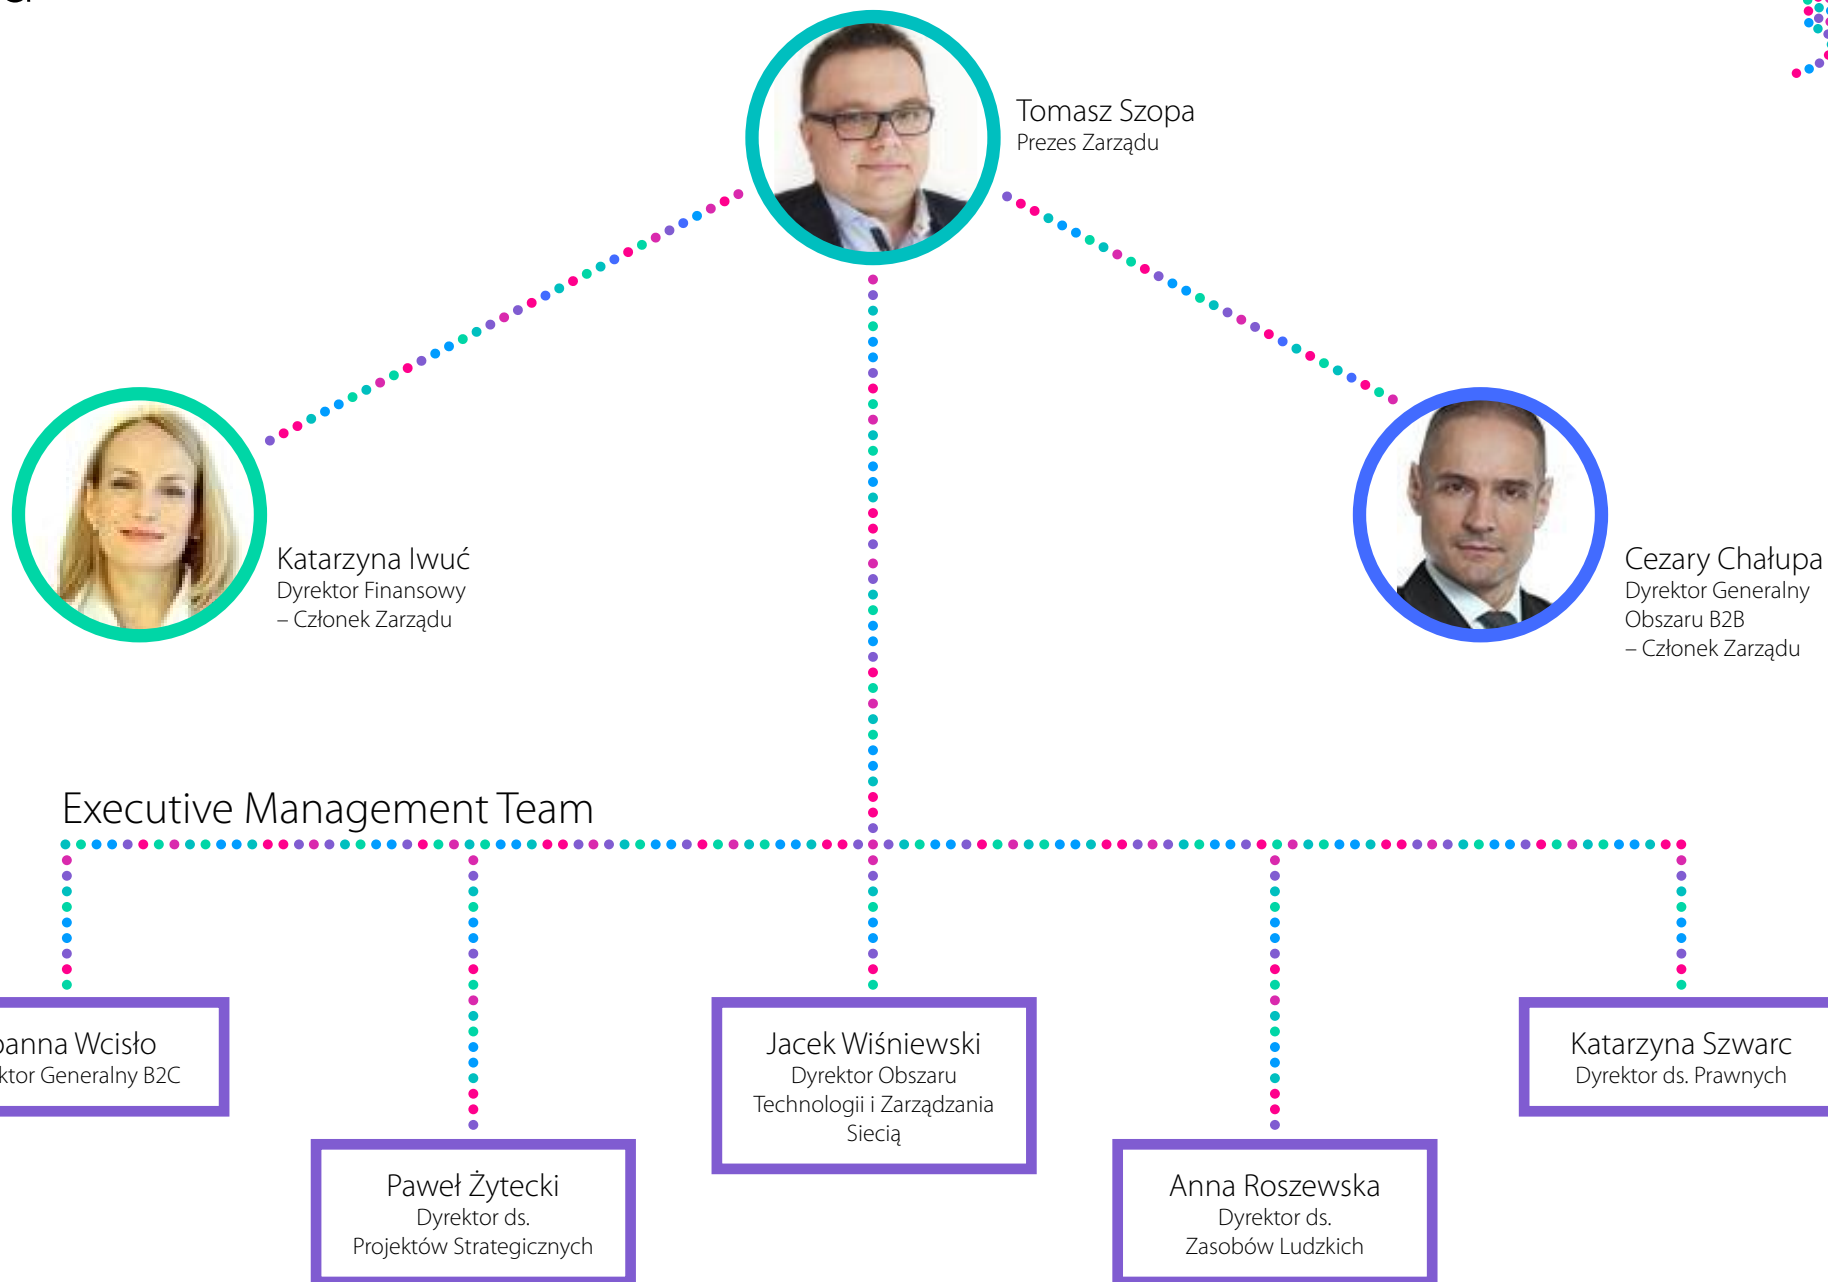 Tomasz Szopa
Prezes Zarządu
Katarzyna Iwuć
Dyrektor Finansowy
– Członek Zarządu
Cezary Chałupa
Dyrektor Generalny
Obszaru B2B
– Członek Zarządu
Executive Management Team
Wcisło
Generalny B2C
Jacek Wiśniewski
Dyrektor Obszaru
Technologii i Zarządzania
Siecią
Katarzyna Szwarc
Dyrektor ds. Prawnych
Paweł Żytecki
Dyrektor ds.
Projektów Strategicznych
Anna Roszewska
Dyrektor ds.
Zasobów Ludzkich